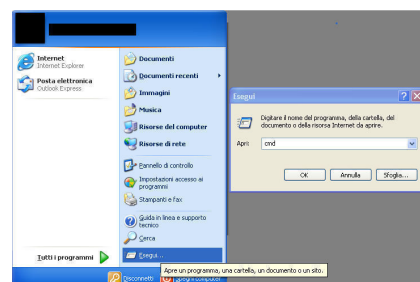 Internet
Internet Explorer
Posta elettronica
Outlook Express
Tutti i programmi
Documenti
Documenti recenti
Immagini
Musica
Risorse del computer
Risorse di rete
Pannello di controllo
Impostazioni accesso ai
programmi
Stampanti e fax
Guida in linea e supporto
tecnico
Cerca
Esegui...
Apre un programma, una cartella, un documento o un sito.
Disconnetti
Spegni computer
Esegui
Digitare il nome del programma, della cartella, del
documento o della risorsa Internet da aprire.
Apri:
cmd
OK
Annulla
Sfoglia...